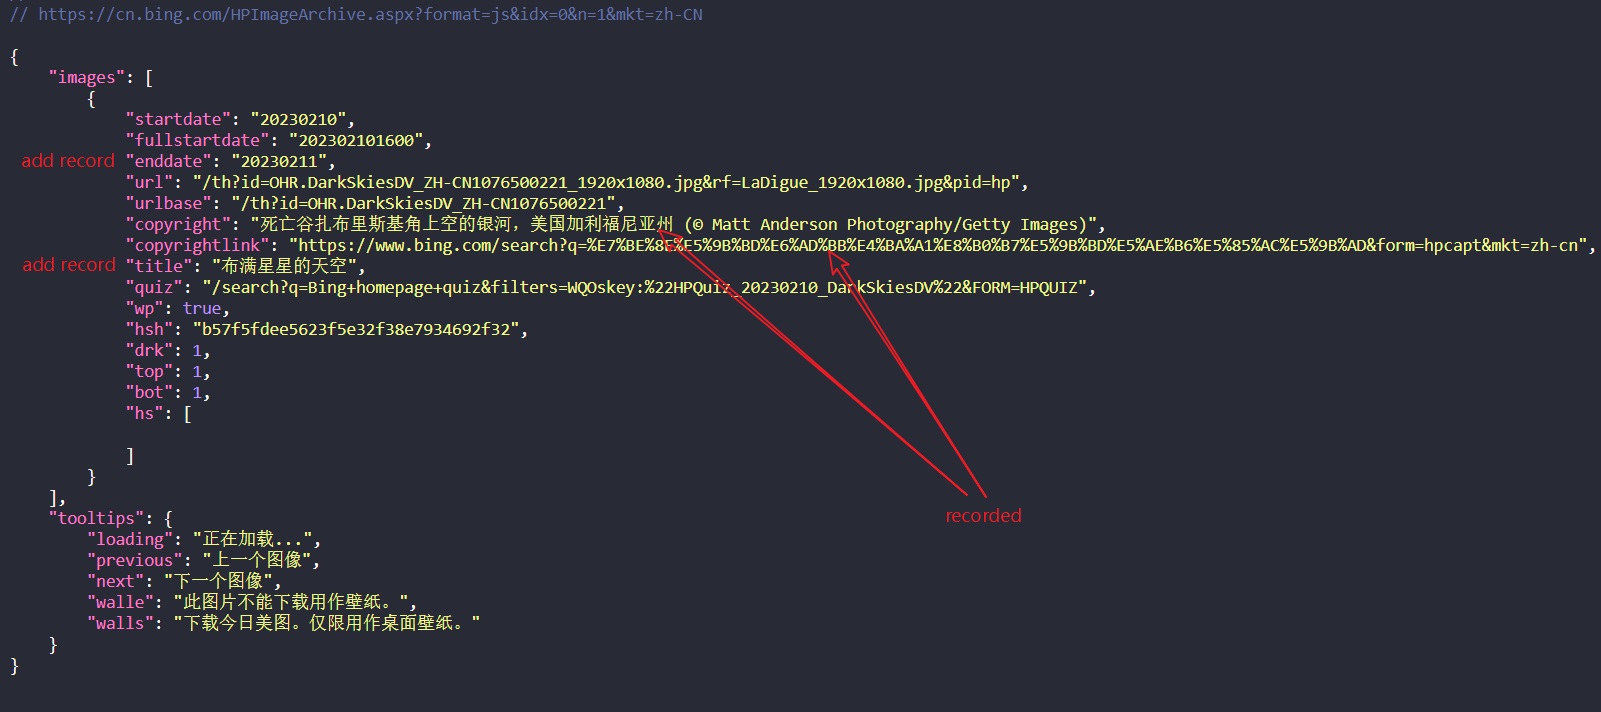 // https://cn.bing.com/HPImageArchive.aspx?format=js&idx=0&n=1&mkt=zh-CN
{
"images": [
{
"startdate": "20230210",
"fullstartdate": "202302101600",
add record "enddate": "20230211",
"url": "/th?id=OHR.DarkSkiesDV_ZH-CN1076500221_1920x1080.jpg&rf=LaDigue_1920x1080.jpg&pid=hp",
"urlbase": "/th?id=OHR.DarkSkiesDV_ZH-CN1076500221",
"copyright": "死亡谷扎布里斯基角上空的银河，美国加利福尼亚州 (© Matt Anderson Photography/Getty Images)",
"copyrightlink": "https://www.bing.com/search?q=%E7%BE%8E%E5%9B%BD%E6%AD%BB%E4%BA%A1%E8%B0%B7%E5%9B%BD%E5%AE%B6%E5%85%AC%E5%9B%AD&form=hpcapt&mkt=zh-cn",
add record "title": "布满星星的天空",
"quiz": "/search?q=Bing+homepage+quiz&filters=WQOskey:%22HPQuiz_20230210_DarkSkiesDV%22&FORM=HPQUIZ",
"wp": true,
"hsh": "b57f5fdee5623f5e32f38e7934692f32",
"drk": 1,
"top": 1,
"bot": 1,
"hs": [
]
}
],
recorded
"tooltips": {
"loading": "正在加载...",
"previous": "上一个图像",
"next": "下一个图像",
"walle": "此图片不能下载用作壁纸。",
"walls": "下载今日美图。仅限用作桌面壁纸。"
}
}